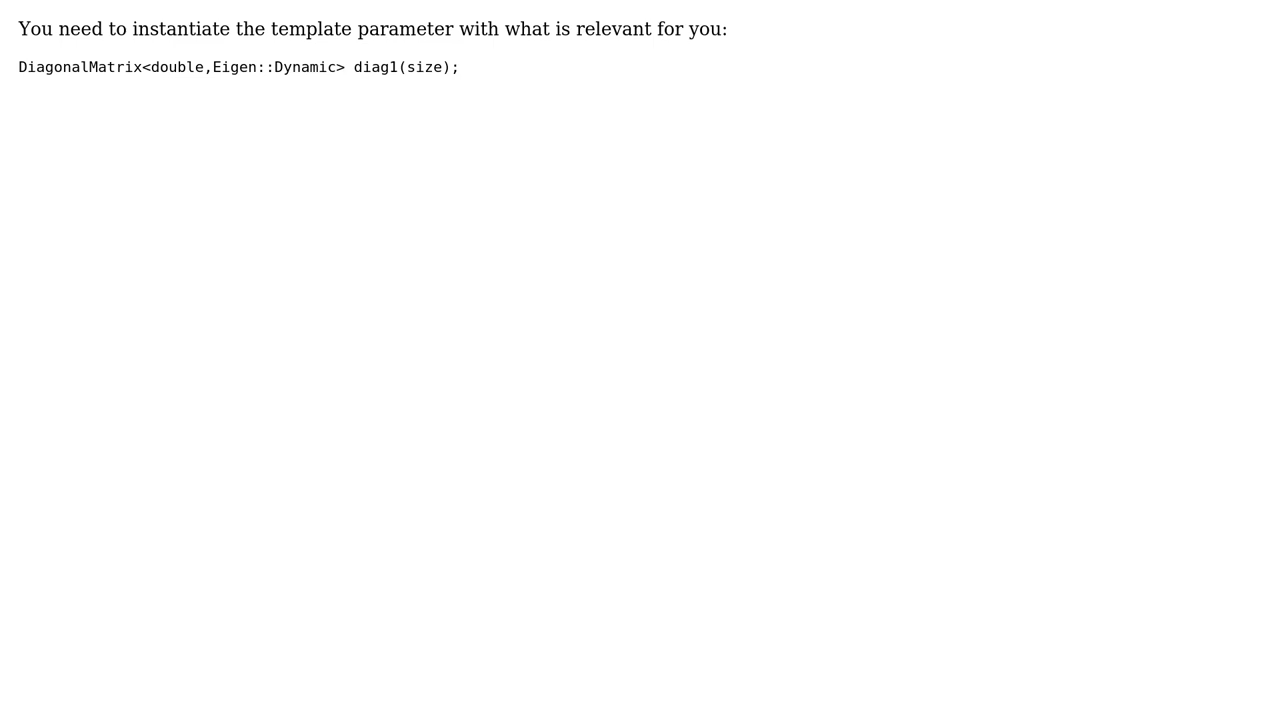 You need to instantiate the template parameter with what is relevant for you:
DiagonalMatrix<double,Eigen::Dynamic> diag1(size);